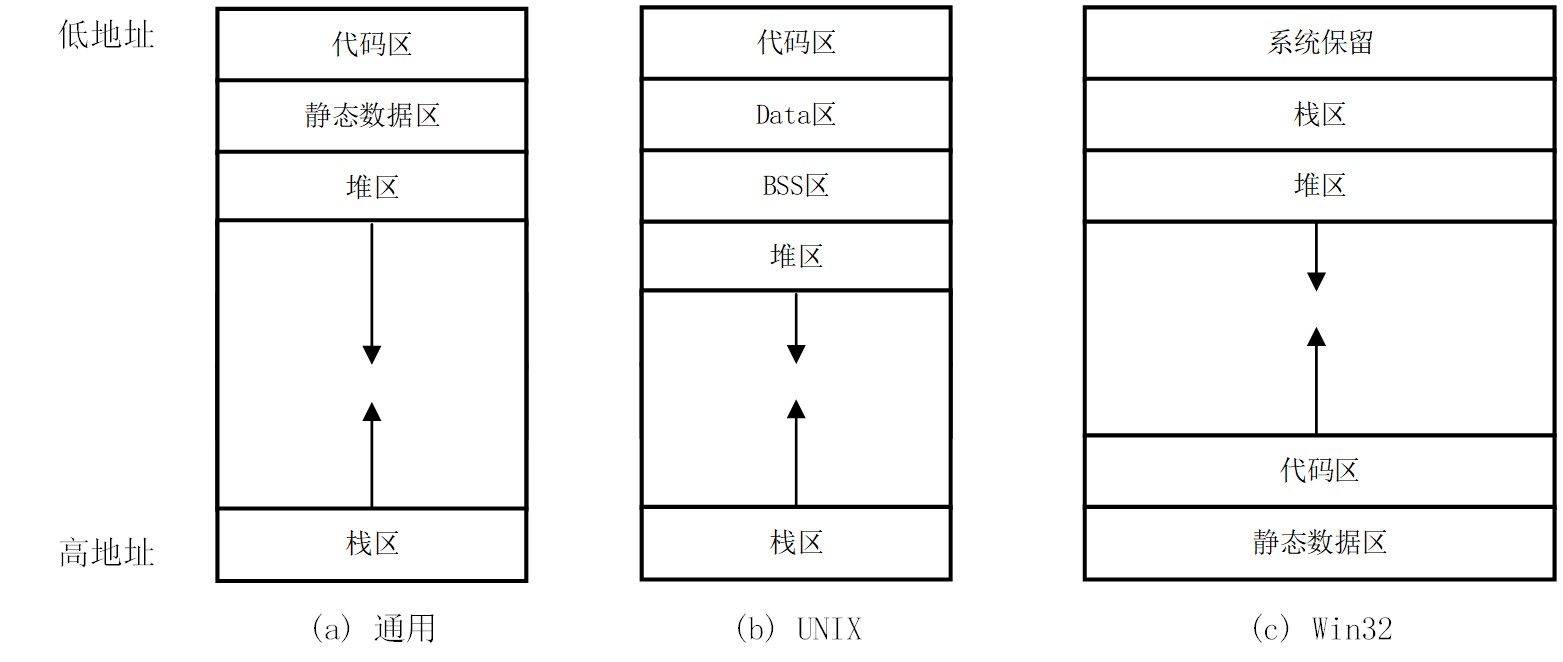 低地址
代码区
静态数据区
堆区
高地址
栈区
(a) 通用
代码区
Data区
BSS区
堆区
栈区
(b) UNIX
系统保留
栈区
堆区
代码区
静态数据区
(c) Win32